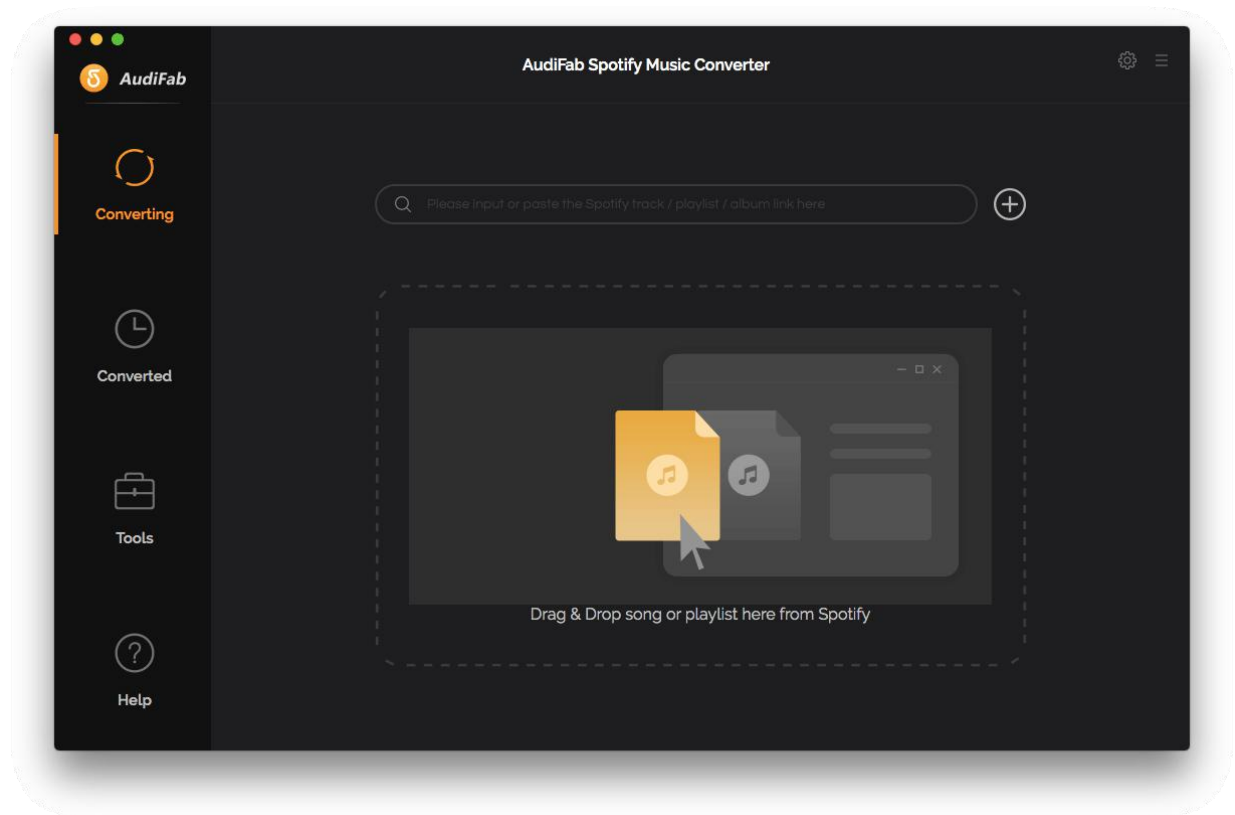 AudiFab
AudiFab Spotify Music Converter
Converting
Please input or paste the Spotify track / playlist / album link here
Converted
Tools
Drag & Drop song or playlist here from Spotify
Help